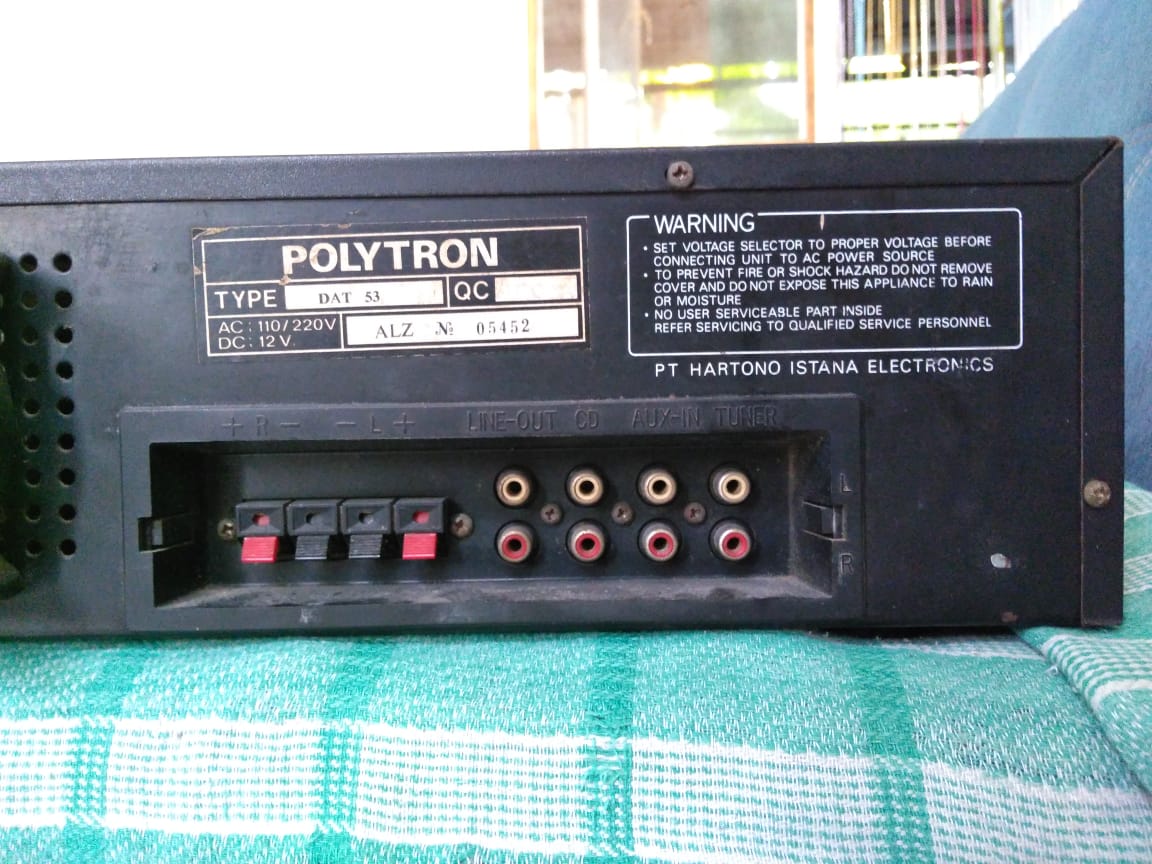 POLYTRON
TYPE DAT 53 QC
AC : 110 / 220V
DC : 12 V.
ALZ № 05452
WARNING
• SET VOLTAGE SELECTOR TO PROPER VOLTAGE BEFORE
CONNECTING UNIT TO AC POWER SOURCE
• TO PREVENT FIRE OR SHOCK HAZARD DO NOT REMOVE
COVER AND DO NOT EXPOSE THIS APPLIANCE TO RAIN
OR MOISTURE
• NO USER SERVICEABLE PART INSIDE
REFER SERVICING TO QUALIFIED SERVICE PERSONNEL
PT HARTONO ISTANA ELECTRONICS
+ R − − L + LINE-OUT CD AUX-IN TUNER
L
R